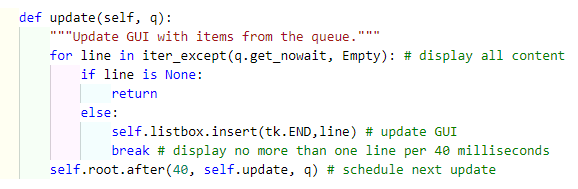 def update(self, q):
    """Update GUI with items from the queue."""
    for line in iter_except(q.get_nowait, Empty): # display all content
        if line is None:
            return
        else:
            self.listbox.insert(tk.END,line) # update GUI
            break # display no more than one line per 40 milliseconds
    self.root.after(40, self.update, q) # schedule next update